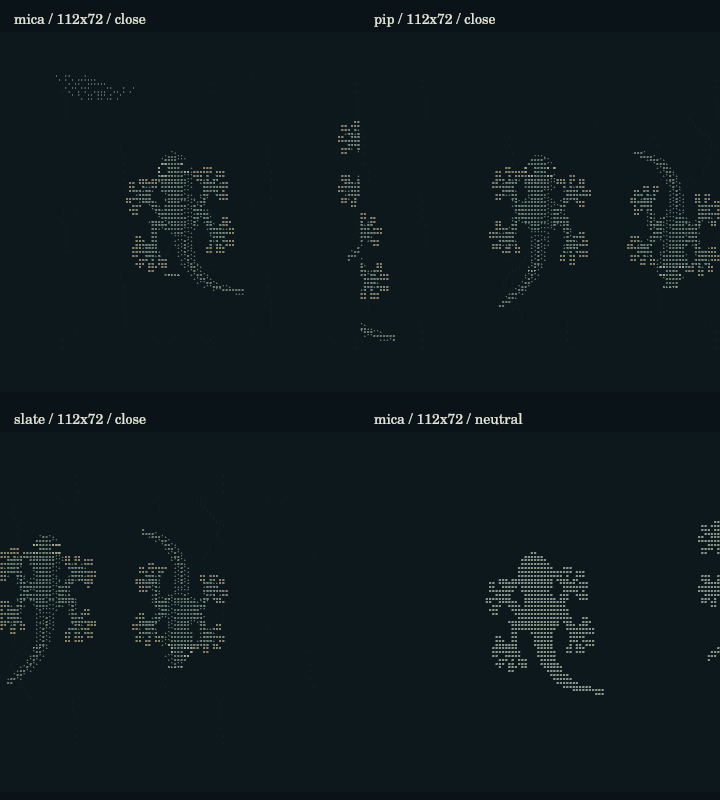 mica / 112x72 / close
pip / 112x72 / close
slate / 112x72 / close
mica / 112x72 / neutral